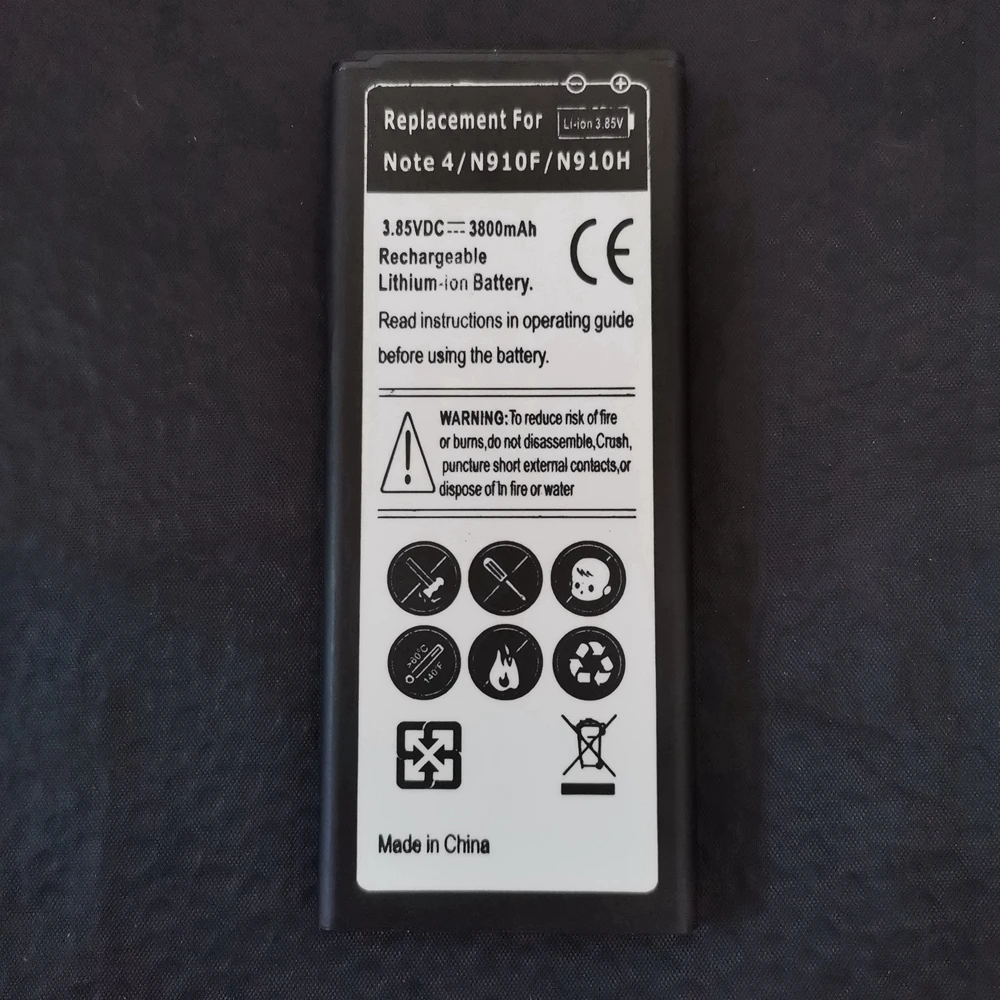 Replacement For
Li-ion 3.85V
Note 4/N910F/N910H
3.85VDC⎓3800mAh
Rechargeable
Lithium-ion Battery.
CE
Read instructions in operating guide
before using the battery.
WARNING: To reduce risk of fire
or burns,do not disassemble,Crush,
puncture short external contacts,or
dispose of In fire or water
>60°C
140°F
Made in China